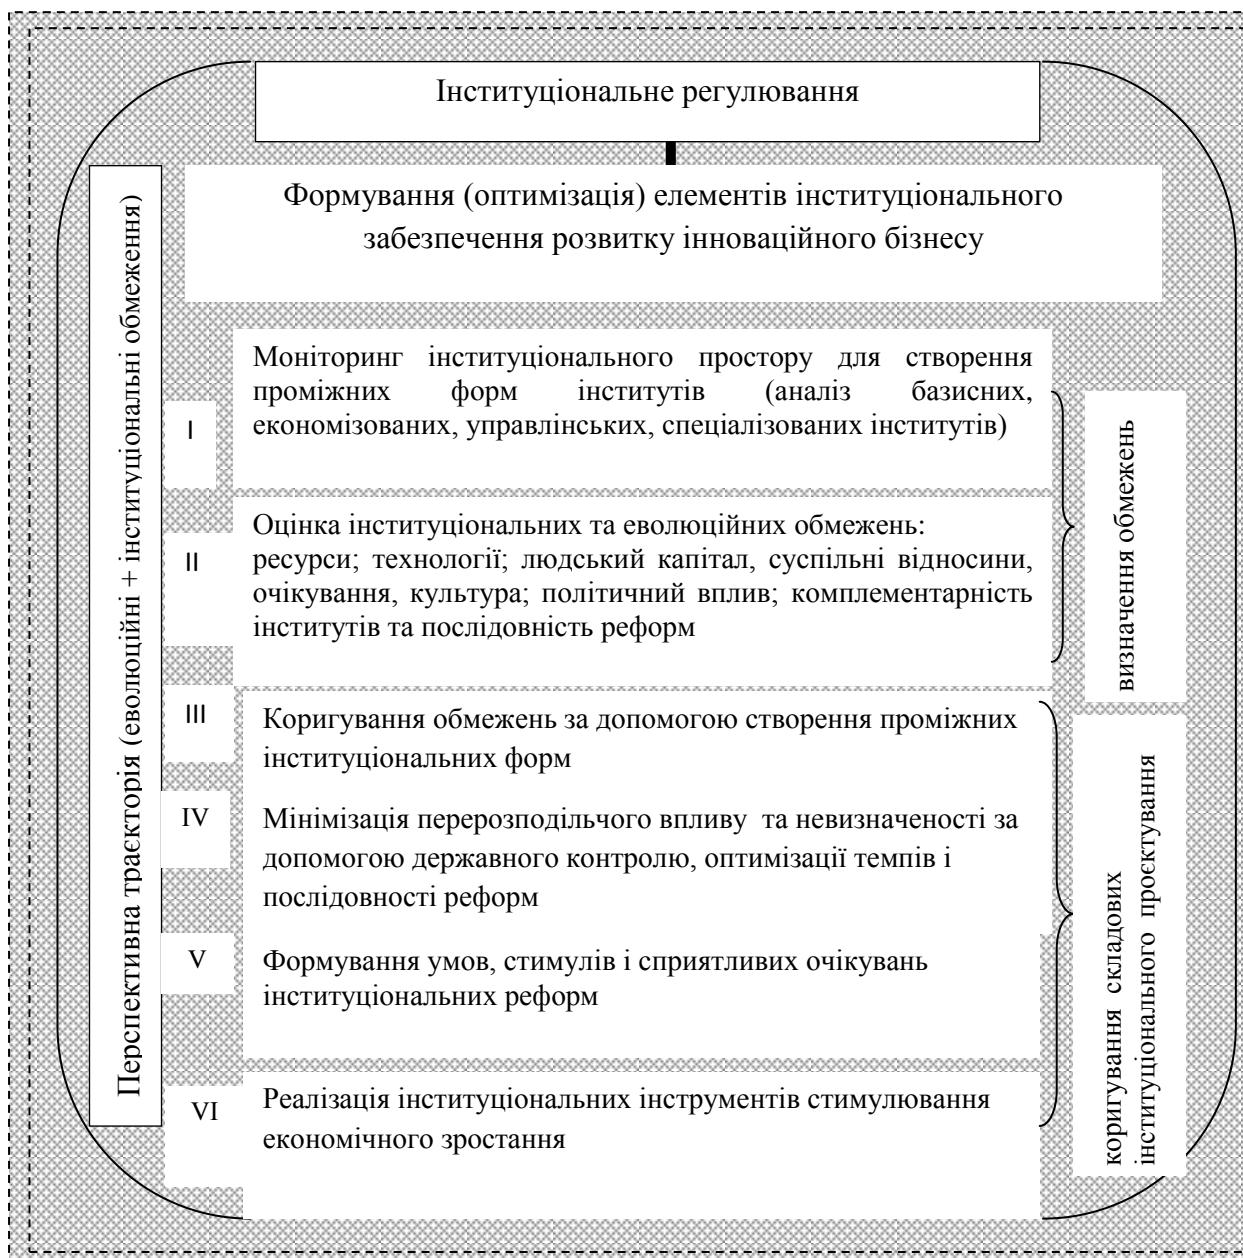 Інституціональне регулювання
Формування (оптимізація) елементів інституціонального
забезпечення розвитку інноваційного бізнесу
Перспективна траєкторія (еволюційні + інституціональні обмеження)
I
Моніторинг інституціонального простору для створення
проміжних форм інститутів (аналіз базисних,
економізованих, управлінських, спеціалізованих інститутів)
II
Оцінка інституціональних та еволюційних обмежень:
ресурси; технології; людський капітал, суспільні відносини,
очікування, культура; політичний вплив; комплементарність
інститутів та послідовність реформ
визначення обмежень
III
Коригування обмежень за допомогою створення проміжних
інституціональних форм
IV
Мінімізація перерозподільчого впливу та невизначеності за
допомогою державного контролю, оптимізації темпів і
послідовності реформ
V
Формування умов, стимулів і сприятливих очікувань
інституціональних реформ
VI
Реалізація інституціональних інструментів стимулювання
економічного зростання
коригування складових
інституціонального проєктування